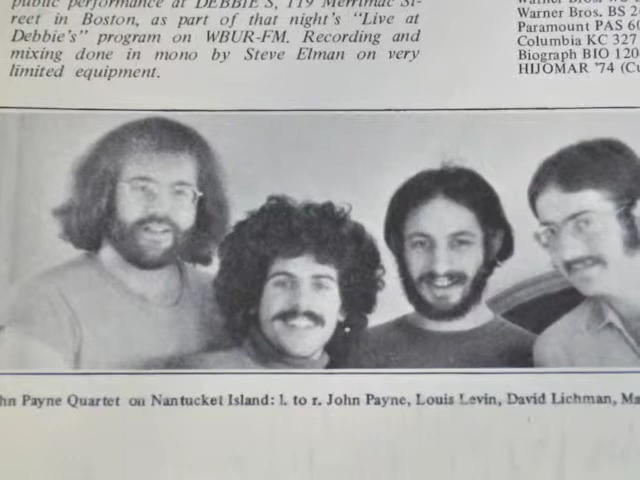 public performance at DEBBIE'S, 119 Merrimac St-
reet in Boston, as part of that night's "Live at
Debbie's" program on WBUR-FM. Recording and
mixing done in mono by Steve Elman on very
limited equipment.
Warner Bros. BS 2
Paramount PAS 60
Columbia KC 327
Biograph BIO 120
HIJOMAR '74 (Cu
hn Payne Quartet on Nantucket Island: l. to r. John Payne, Louis Levin, David Lichman, Ma